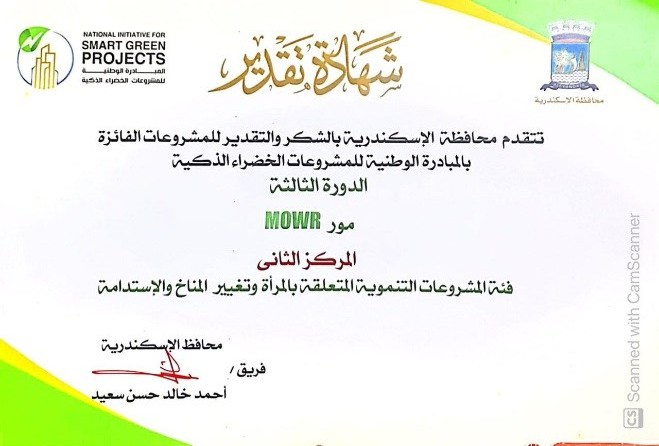 NATIONAL INITIATIVE FOR
SMART GREEN
PROJECTS
المبادرة الوطنية
للمشروعات الخضراء الذكية
شهادة تقدير
محافظة الاسكندرية
تتقدم محافظة الإسكندرية بالشكر والتقدير للمشروعات الفائزة
بالمبادرة الوطنية للمشروعات الخضراء الذكية
الدورة الثالثة
مور MOWR
المركز الثانى
فئة المشروعات التنموية المتعلقة بالمرأة وتغيير المناخ والإستدامة
محافظ الإسكندرية
فريق /
أحمد خالد حسن سعيد
CS Scanned with CamScanner